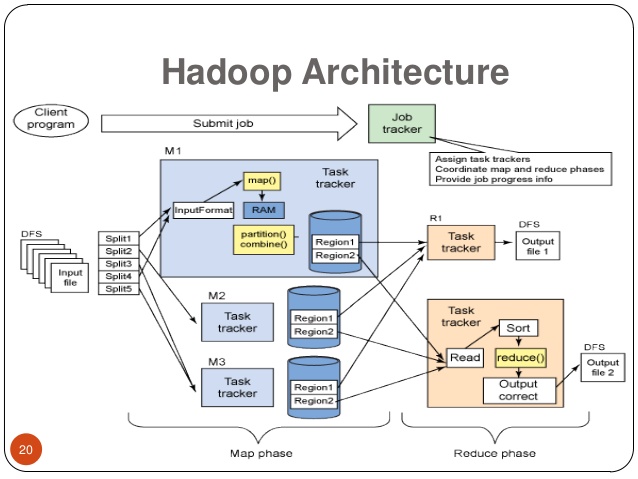 Hadoop Architecture
Client
program
Submit job
Job
tracker
Assign task trackers
Coordinate map and reduce phases
Provide job progress info
M1
Task
tracker
map()
InputFormat
RAM
partition()
combine()
Region1
Region2
DFS
Input
file
Split1
Split2
Split3
Split4
Split5
M2
Task
tracker
Region1
Region2
M3
Task
tracker
Region1
Region2
R1
Task
tracker
DFS
Output
file 1
Task
tracker
Sort
Read
reduce()
Output
correct
DFS
Output
file 2
Map phase
Reduce phase
20